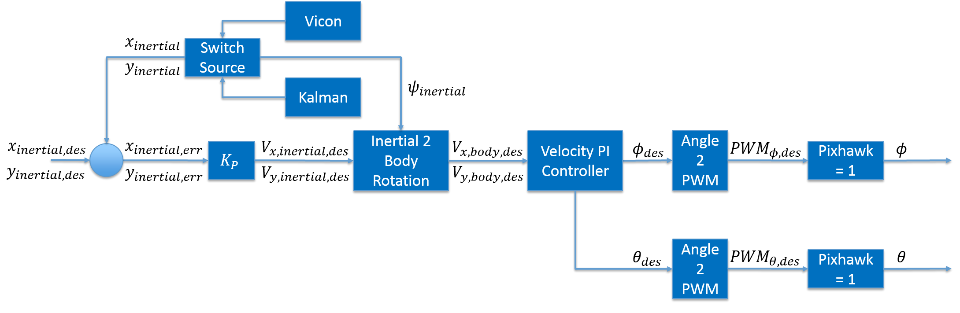 Vicon
x_inertial
y_inertial
Switch
Source
Kalman
ψ_inertial
x_inertial,des
y_inertial,des
x_inertial,err
y_inertial,err
K_P
V_x,inertial,des
V_y,inertial,des
Inertial 2
Body
Rotation
V_x,body,des
V_y,body,des
Velocity PI
Controller
ϕ_des
Angle
2
PWM
PWM_ϕ,des
Pixhawk
= 1
ϕ
θ_des
Angle
2
PWM
PWM_θ,des
Pixhawk
= 1
θ